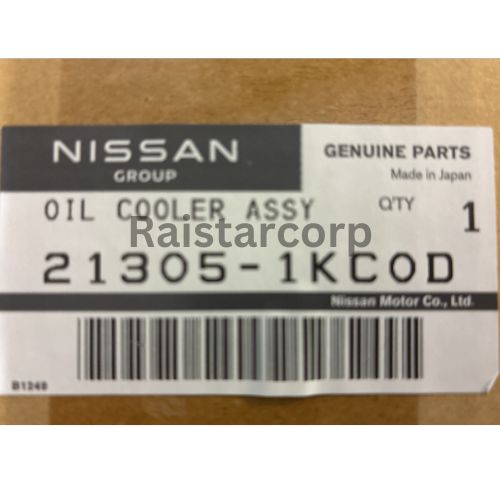 NISSAN
GROUP
GENUINE PARTS
Made in Japan
OIL COOLER ASSY
Q'TY 1
Raistarcorp
21305-1KC0D
Nissan Motor Co., Ltd.
B1248